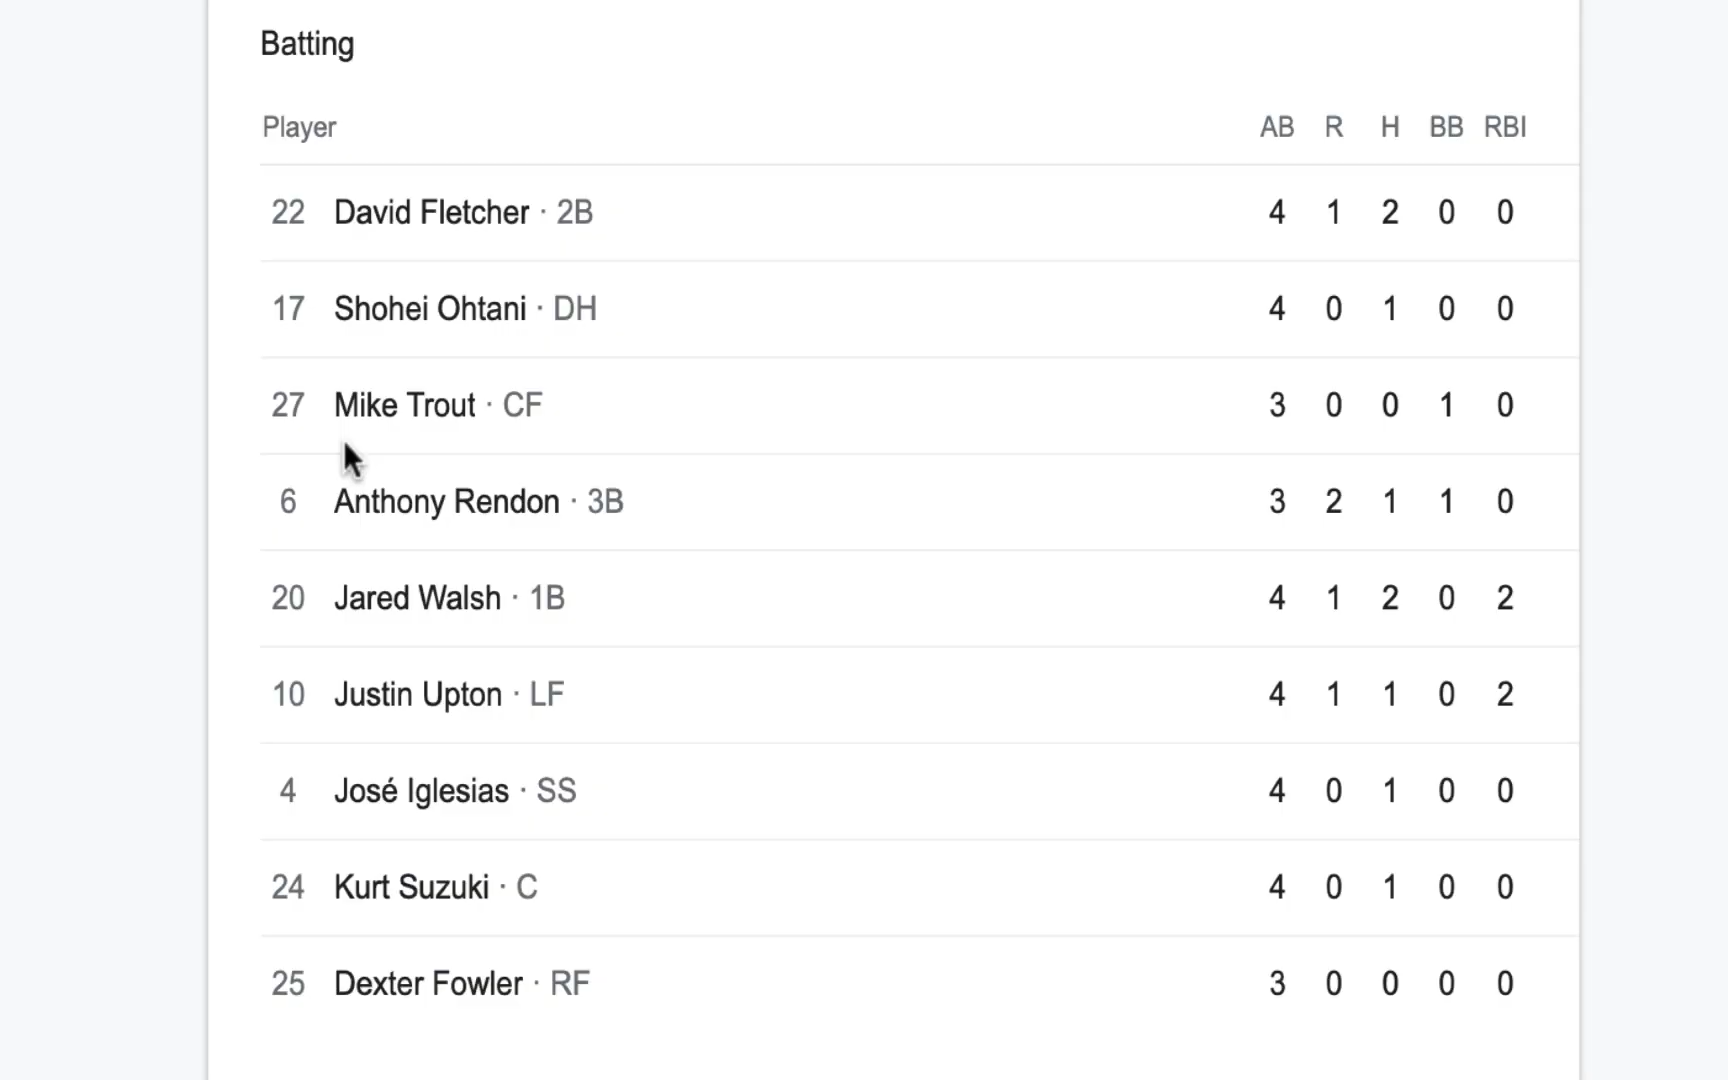 Batting
Player AB R H BB RBI
22 David Fletcher · 2B 4 1 2 0 0
17 Shohei Ohtani · DH 4 0 1 0 0
27 Mike Trout · CF 3 0 0 1 0
6 Anthony Rendon · 3B 3 2 1 1 0
20 Jared Walsh · 1B 4 1 2 0 2
10 Justin Upton · LF 4 1 1 0 2
4 José Iglesias · SS 4 0 1 0 0
24 Kurt Suzuki · C 4 0 1 0 0
25 Dexter Fowler · RF 3 0 0 0 0